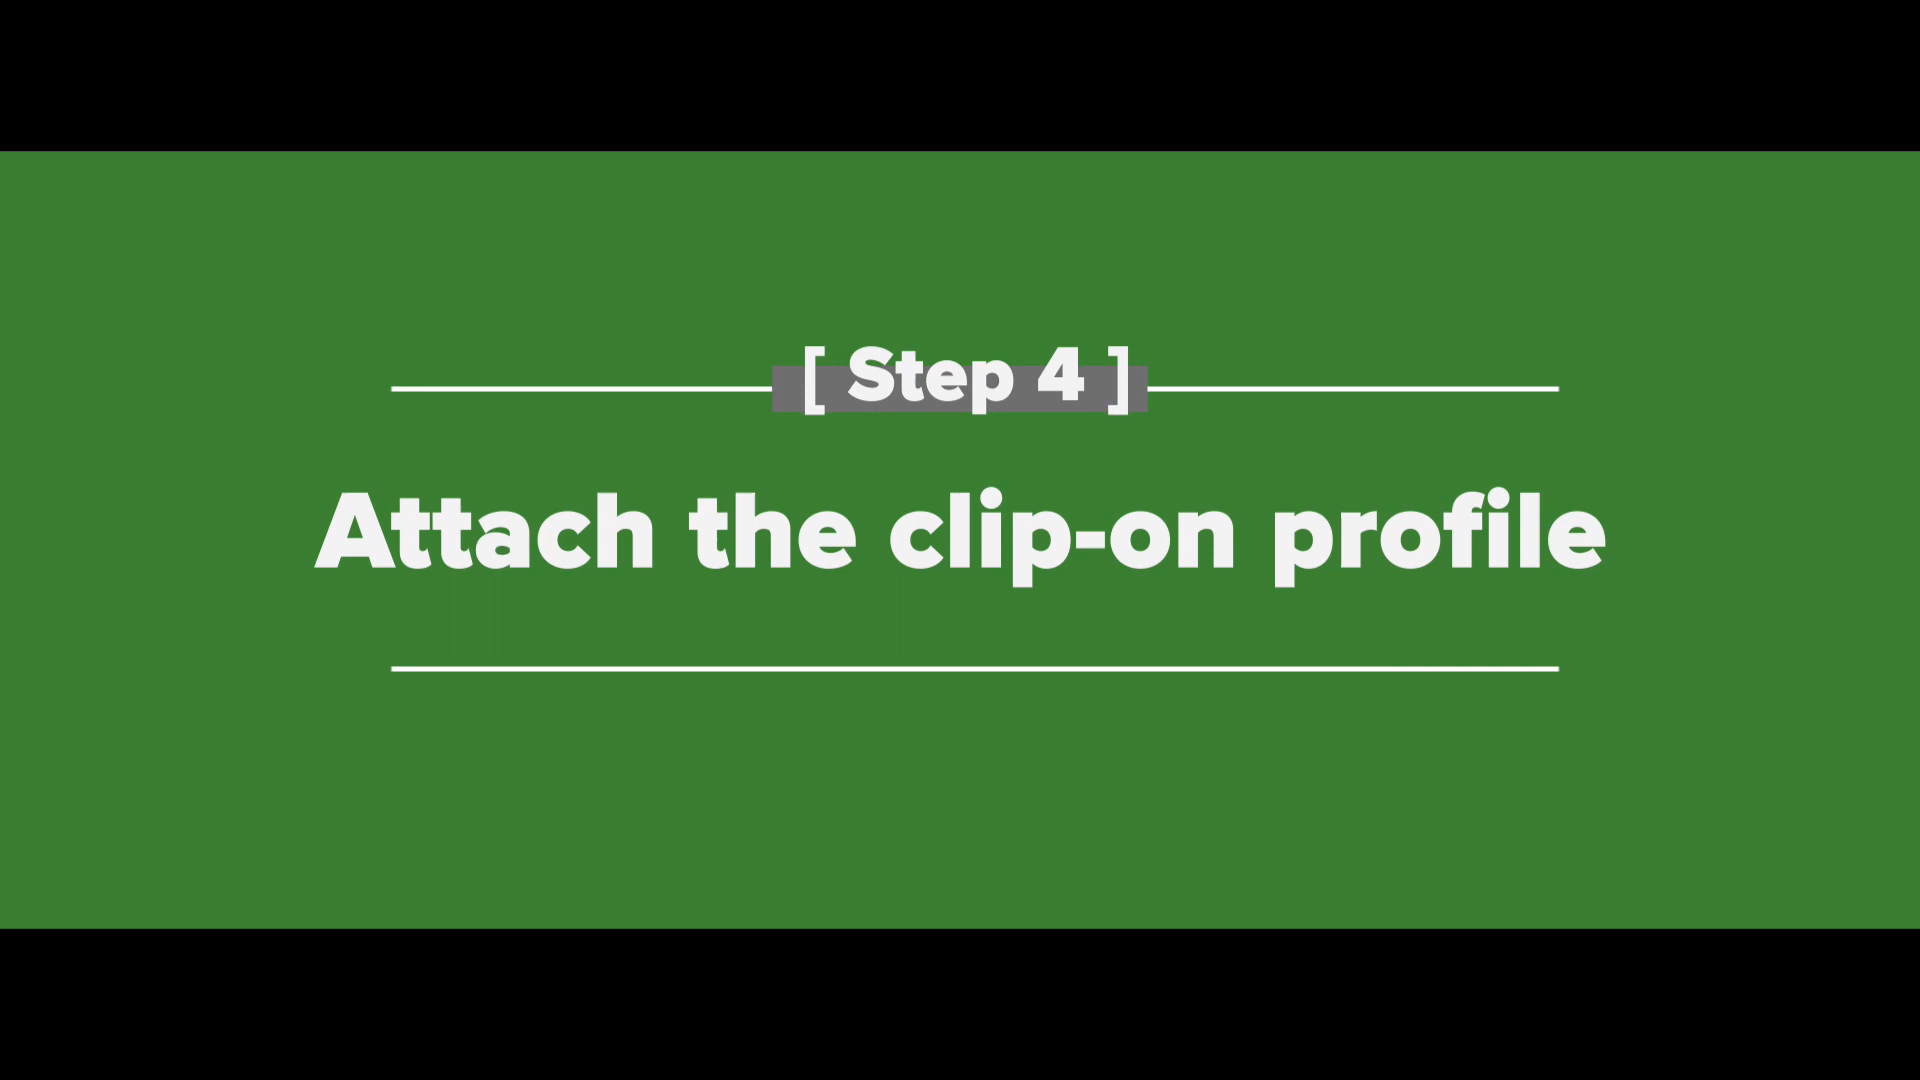 [ Step 4 ]
Attach the clip-on profile